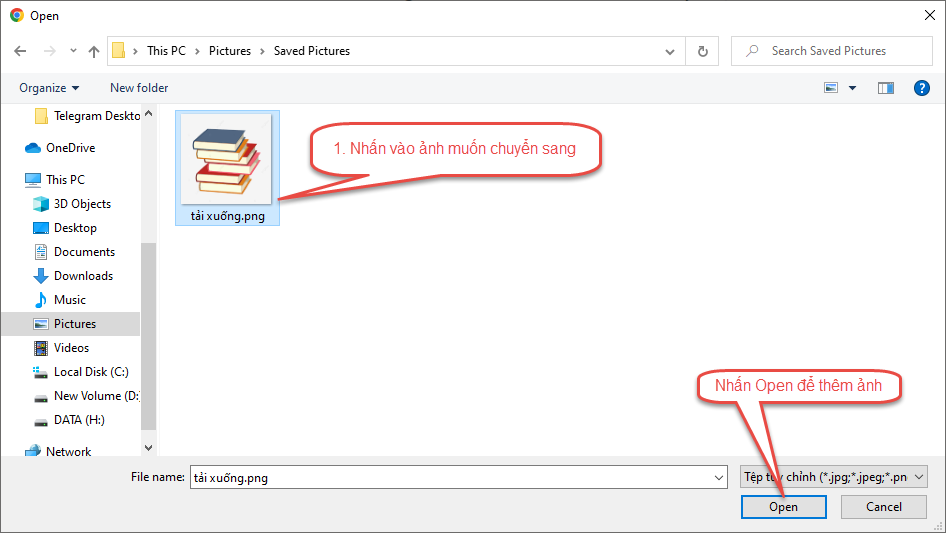 Open
This PC
Pictures
Saved Pictures
Search Saved Pictures
Organize
New folder
Telegram Deskto
OneDrive
This PC
3D Objects
Desktop
Documents
Downloads
Music
Pictures
Videos
Local Disk (C:)
New Volume (D:
DATA (H:)
Network
tải xuống.png
1. Nhấn vào ảnh muốn chuyển sang
Nhấn Open để thêm ảnh
File name:
tải xuống.png
Tệp tùy chỉnh (*.jpg;*.jpeg;*.pn
Open
Cancel